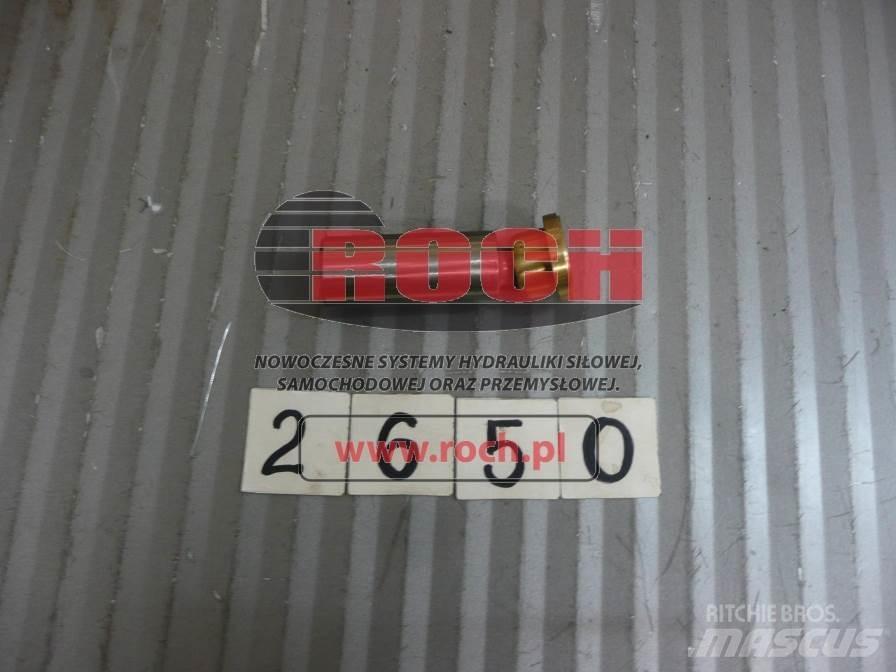 ROCH
NOWOCZESNE SYSTEMY HYDRAULIKI SIŁOWEJ,
SAMOCHODOWEJ ORAZ PRZEMYSŁOWEJ.
2650
www.roch.pl
RITCHIE BROS.
MASCUS